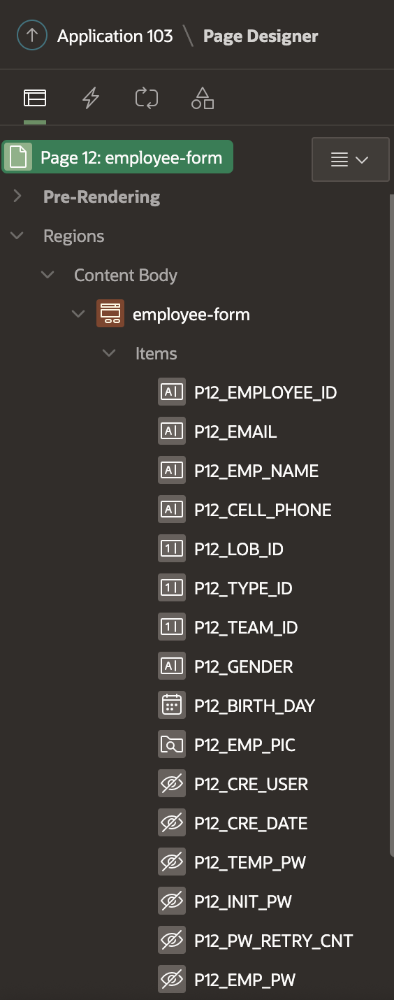 Application 103 \ Page Designer
Page 12: employee-form
Pre-Rendering
Regions
Content Body
employee-form
Items
P12_EMPLOYEE_ID
P12_EMAIL
P12_EMP_NAME
P12_CELL_PHONE
P12_LOB_ID
P12_TYPE_ID
P12_TEAM_ID
P12_GENDER
P12_BIRTH_DAY
P12_EMP_PIC
P12_CRE_USER
P12_CRE_DATE
P12_TEMP_PW
P12_INIT_PW
P12_PW_RETRY_CNT
P12_EMP_PW